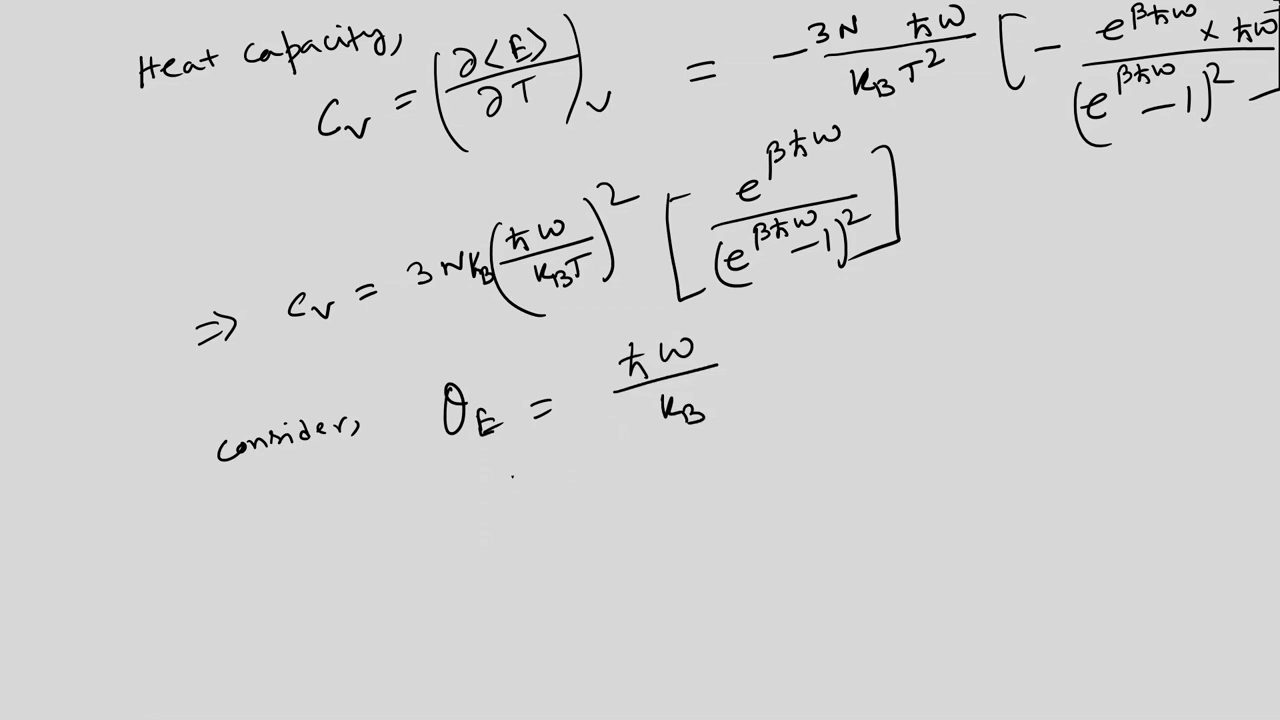 Heat capacity,
C_V = (∂⟨E⟩/∂T)_V = -3N ħω/(k_B T²) [- e^{βħω} × ħω/(e^{βħω} - 1)²]
⇒ C_V = 3Nk_B (ħω/k_B T)² [e^{βħω}/(e^{βħω} - 1)²]
consider, θ_E = ħω/k_B